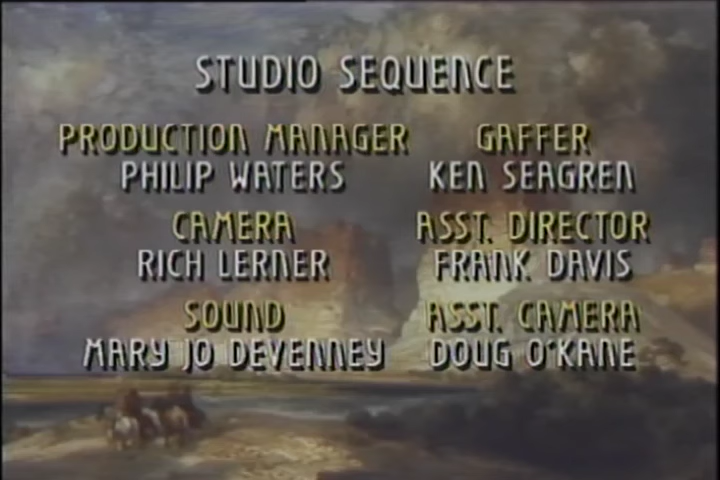 STUDIO SEQUENCE
PRODUCTION MANAGER
PHILIP WATERS
GAFFER
KEN SEAGREN
CAMERA
RICH LERNER
ASST. DIRECTOR
FRANK DAVIS
SOUND
MARY JO DEVENNEY
ASST. CAMERA
DOUG O'KANE